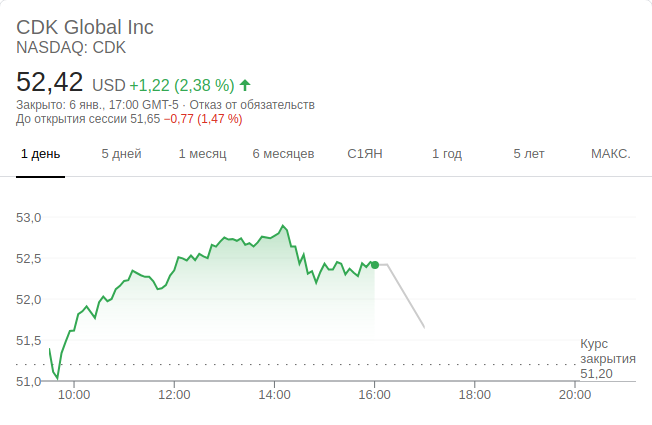 CDK Global Inc
NASDAQ: CDK
52,42 USD +1,22 (2,38 %)
Закрыто: 6 янв., 17:00 GMT-5 · Отказ от обязательств
До открытия сессии 51,65 −0,77 (1,47 %)
1 день 5 дней 1 месяц 6 месяцев С1ЯН 1 год 5 лет МАКС.
53,0
52,5
52,0
51,5
51,0
Курс
закрытия
51,20
10:00 12:00 14:00 16:00 18:00 20:00